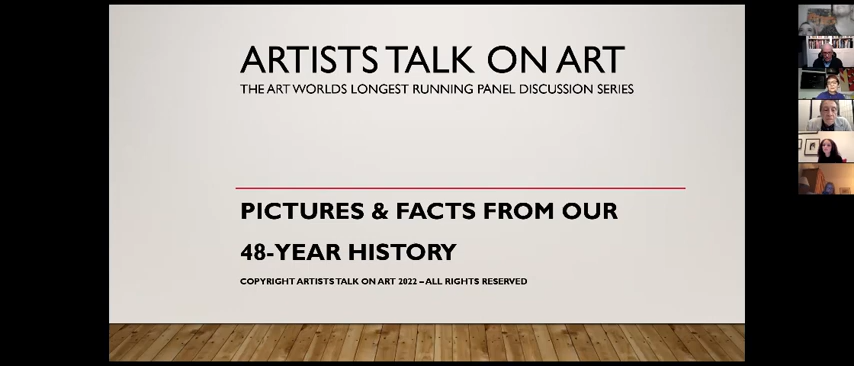 ARTISTS TALK ON ART
THE ART WORLDS LONGEST RUNNING PANEL DISCUSSION SERIES
PICTURES & FACTS FROM OUR
48-YEAR HISTORY
COPYRIGHT ARTISTS TALK ON ART 2022 – ALL RIGHTS RESERVED